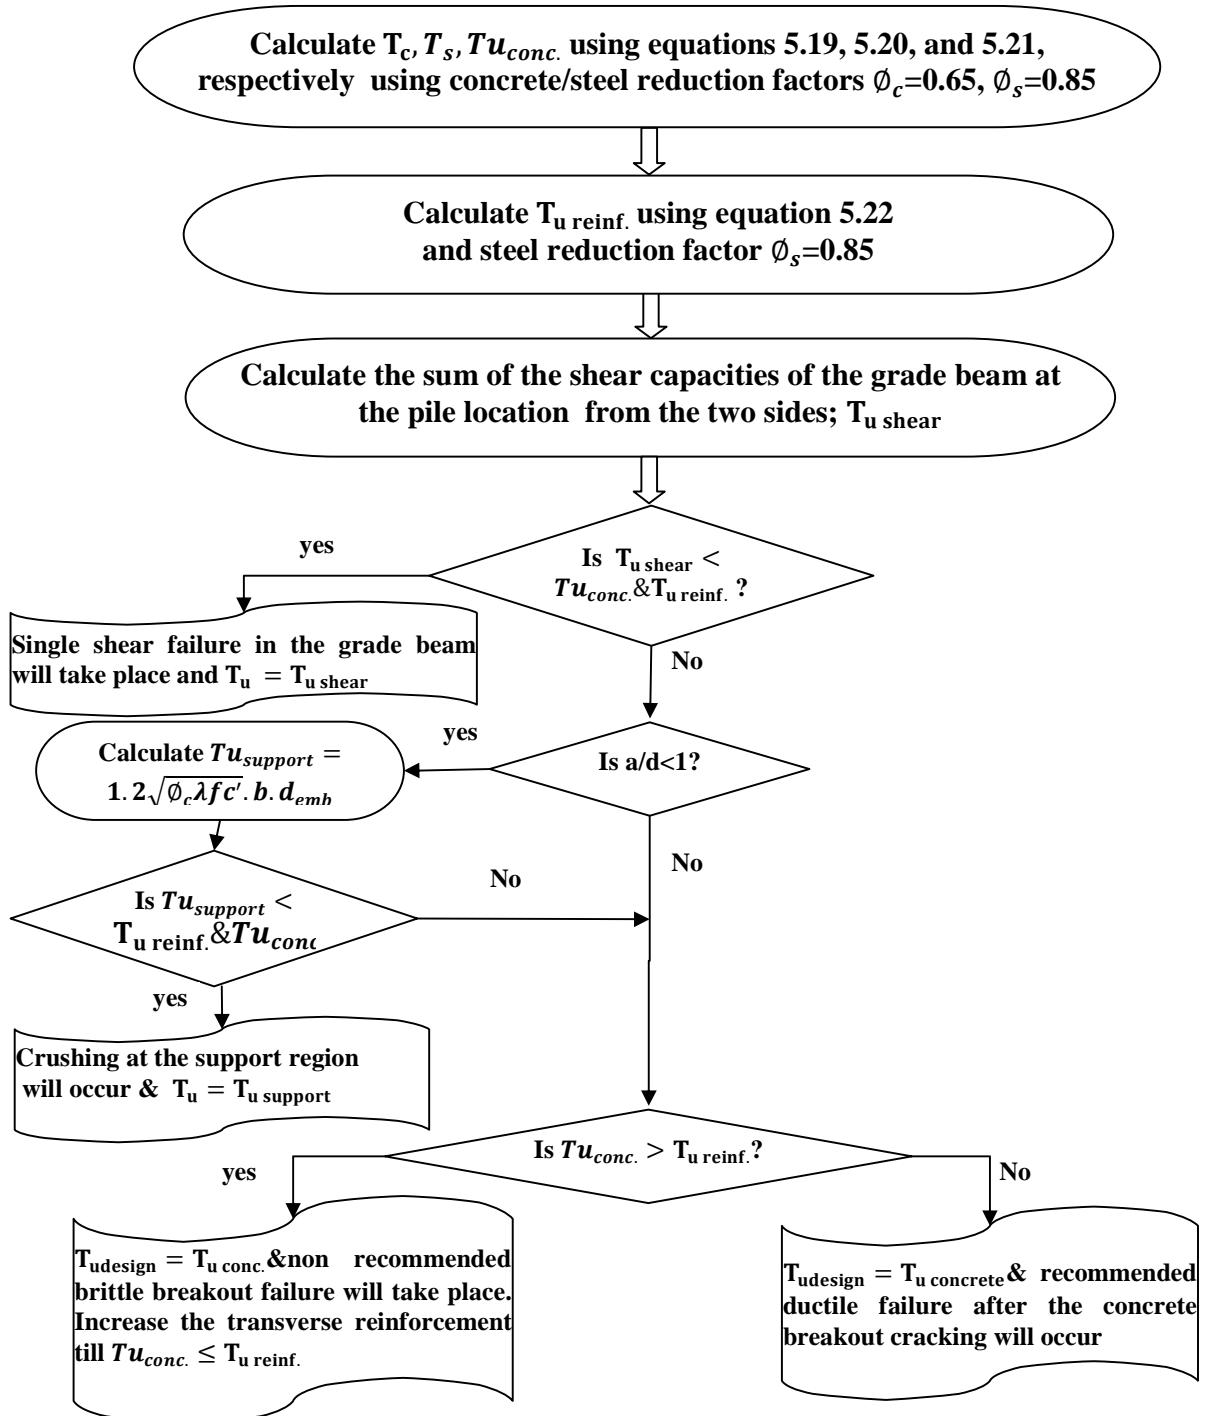 Calculate T_c, T_s, Tu_conc. using equations 5.19, 5.20, and 5.21,
respectively using concrete/steel reduction factors ∅_c=0.65, ∅_s=0.85
Calculate T_u reinf. using equation 5.22
and steel reduction factor ∅_s=0.85
Calculate the sum of the shear capacities of the grade beam at
the pile location from the two sides; T_u shear
yes
Is T_u shear <
Tu_conc.&T_u reinf. ?
Single shear failure in the grade beam
will take place and T_u = T_u shear
No
yes
Calculate Tu_support =
1.2√∅_cλfc′.b.d_emb
Is a/d<1?
No
No
Is Tu_support <
T_u reinf.&Tu_conc
yes
Crushing at the support region
will occur & T_u = T_u support
Is Tu_conc. > T_u reinf.?
yes
No
T_udesign = T_u conc.&non recommended
brittle breakout failure will take place.
Increase the transverse reinforcement
till Tu_conc. ≤ T_u reinf.
T_udesign = T_u concrete& recommended
ductile failure after the concrete
breakout cracking will occur